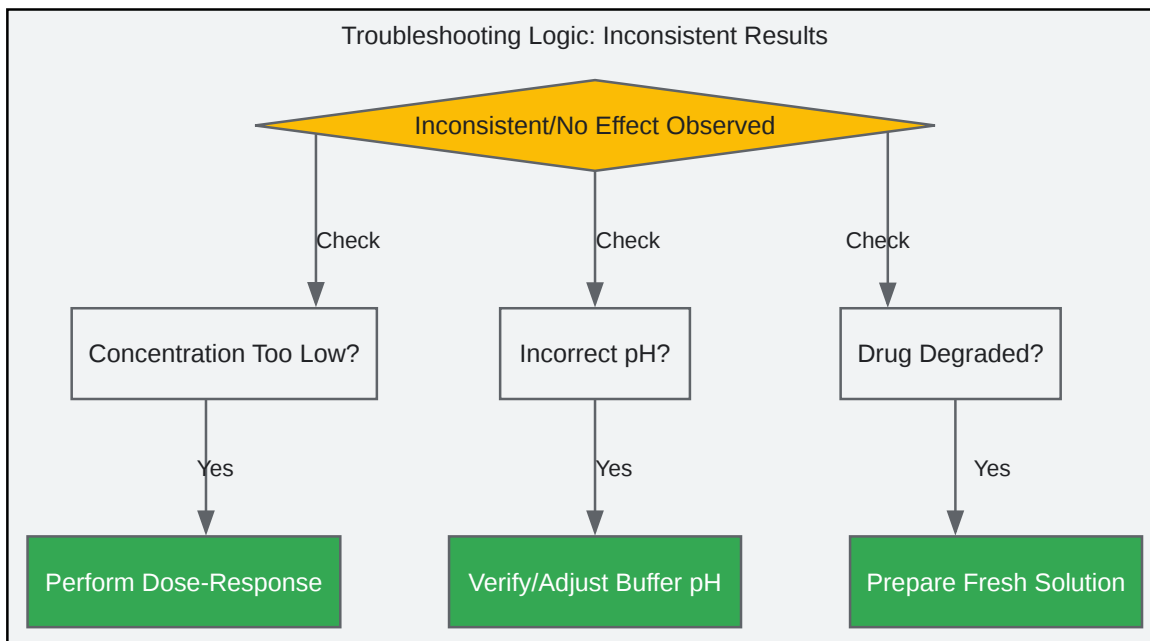 Troubleshooting Logic: Inconsistent Results
Inconsistent/No Effect Observed
Check
Check
Check
Concentration Too Low?
Incorrect pH?
Drug Degraded?
Yes
Yes
Yes
Perform Dose-Response
Verify/Adjust Buffer pH
Prepare Fresh Solution